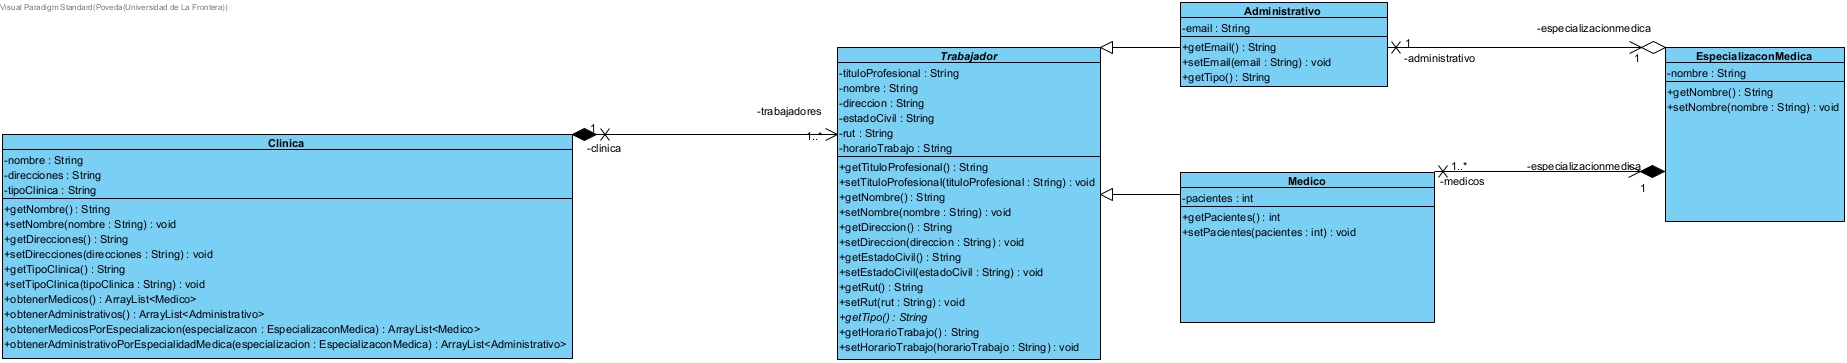 Visual Paradigm Standard(Poveda(Universidad de La Frontera))
Clinica
-nombre : String
-direcciones : String
-tipoClinica : String
+getNombre() : String
+setNombre(nombre : String) : void
+getDirecciones() : String
+setDirecciones(direcciones : String) : void
+getTipoClinica() : String
+setTipoClinica(tipoClinica : String) : void
+obtenerMedicos() : ArrayList<Medico>
+obtenerAdministrativos() : ArrayList<Administrativo>
+obtenerMedicosPorEspecializacion(especializacon : EspecializaconMedica) : ArrayList<Medico>
+obtenerAdministrativoPorEspecialidadMedica(especializacion : EspecializaconMedica) : ArrayList<Administrativo>
1
-clinica
-trabajadores
1..*
Trabajador
-tituloProfesional : String
-nombre : String
-direccion : String
-estadoCivil : String
-rut : String
-horarioTrabajo : String
+getTituloProfesional() : String
+setTituloProfesional(tituloProfesional : String) : void
+getNombre() : String
+setNombre(nombre : String) : void
+getDireccion() : String
+setDireccion(direccion : String) : void
+getEstadoCivil() : String
+setEstadoCivil(estadoCivil : String) : void
+getRut() : String
+setRut(rut : String) : void
+getTipo() : String
+getHorarioTrabajo() : String
+setHorarioTrabajo(horarioTrabajo : String) : void
Administrativo
-email : String
+getEmail() : String
+setEmail(email : String) : void
+getTipo() : String
1
-administrativo
-especializacionmedica
1
Medico
-pacientes : int
+getPacientes() : int
+setPacientes(pacientes : int) : void
1..*
-medicos
-especializacionmedica
1
EspecializaconMedica
-nombre : String
+getNombre() : String
+setNombre(nombre : String) : void